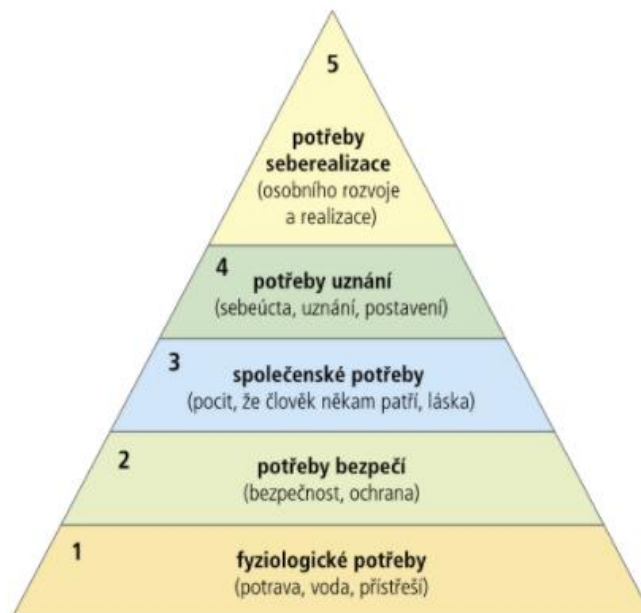 5
potřeby
seberealizace
(osobního rozvoje
a realizace)
4
potřeby uznání
(sebeúcta, uznání, postavení)
3
společenské potřeby
(pocit, že člověk někam patří, láska)
2
potřeby bezpečí
(bezpečnost, ochrana)
1
fyziologické potřeby
(potrava, voda, přístřeší)